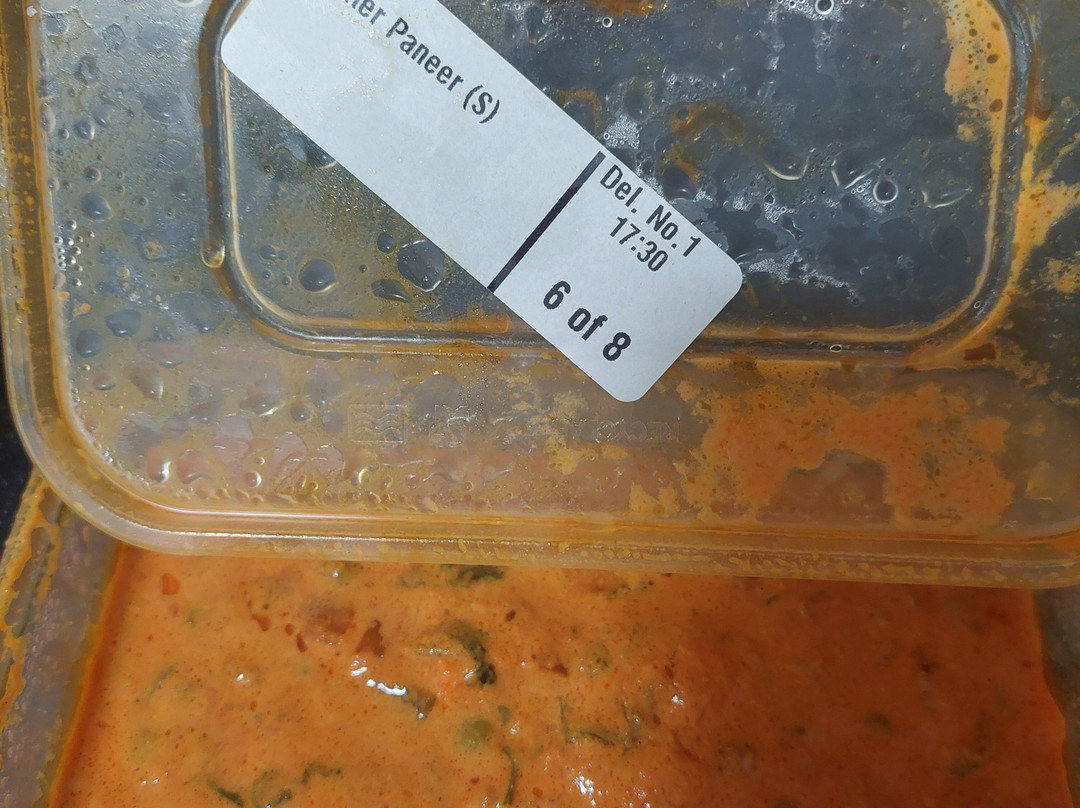 Paneer (S)
Del. No. 1
17:30
6 of 8